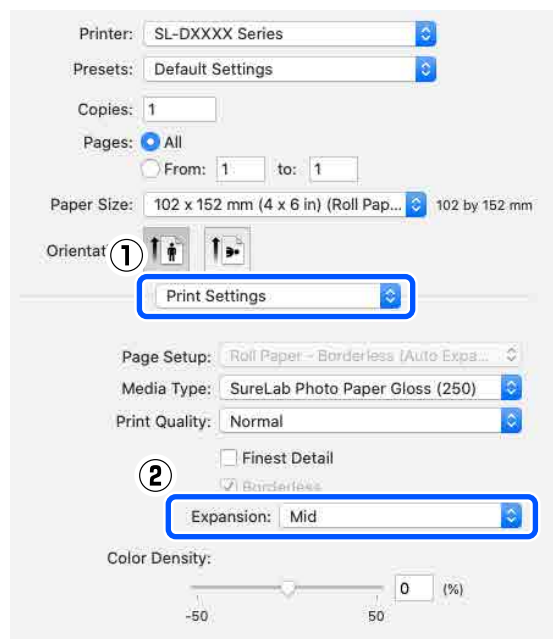 Printer: SL-DXXXX Series
Presets: Default Settings
Copies: 1
Pages: All
From: 1 to: 1
Paper Size: 102 x 152 mm (4 x 6 in) (Roll Pap... 102 by 152 mm
Orientat
1
Print Settings
Page Setup: Roll Paper - Borderless (Auto Expa...
Media Type: SureLab Photo Paper Gloss (250)
Print Quality: Normal
Finest Detail
2
Borderless
Expansion: Mid
Color Density:
0 (%)
-50 50